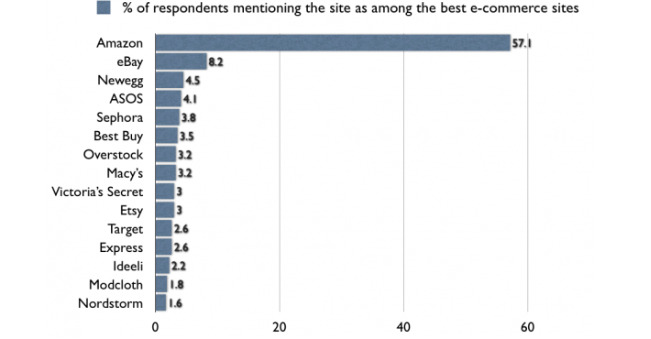 % of respondents mentioning the site as among the best e-commerce sites
Amazon 57.1
eBay 8.2
Newegg 4.5
ASOS 4.1
Sephora 3.8
Best Buy 3.5
Overstock 3.2
Macy's 3.2
Victoria's Secret 3
Etsy 3
Target 2.6
Express 2.6
Ideeli 2.2
Modcloth 1.8
Nordstorm 1.6
0 20 40 60